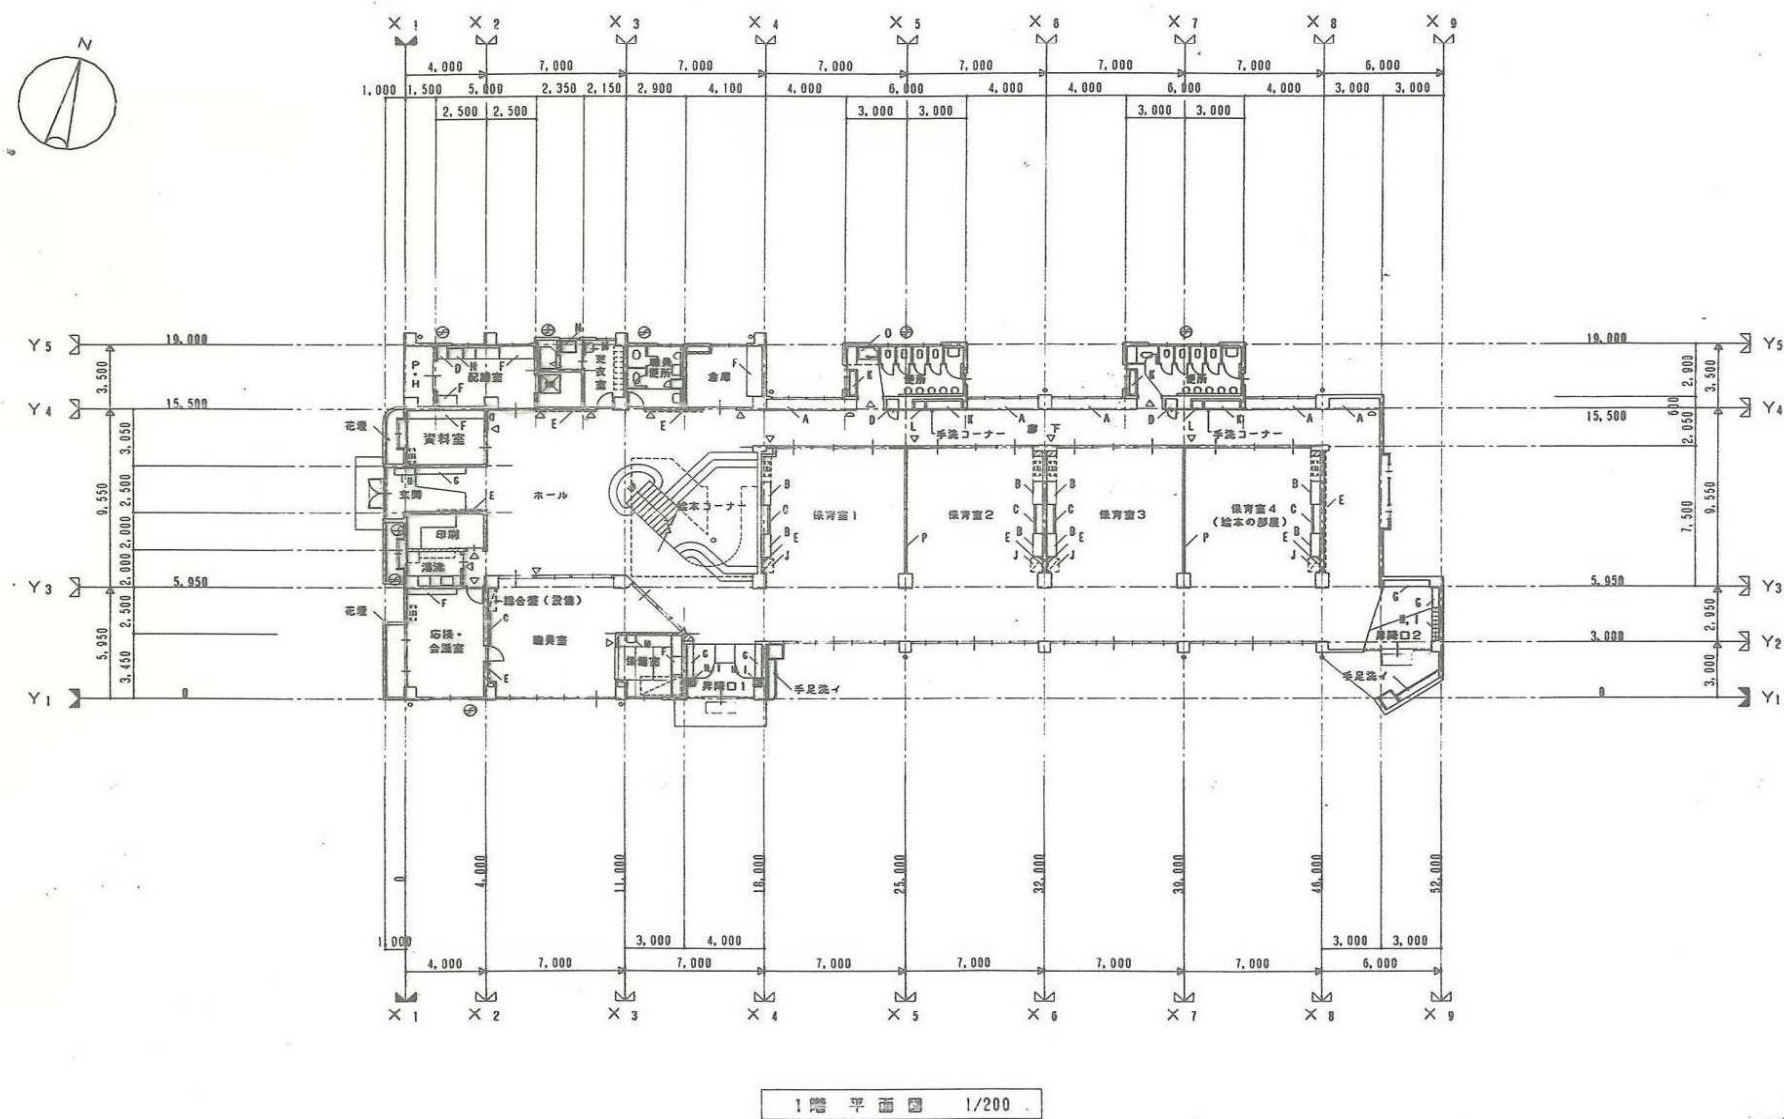 X1 X2 X3 X4 X5 X6 X7 X8 X9
N
4,000 7,000 7,000 7,000 7,000 7,000 7,000 6,000
1,000 1,500 5,000 2,350 2,150 2,900 4,100 4,000 6,000 4,000 4,000 6,000 4,000 3,000 3,000
2,500 2,500 3,000 3,000 3,000 3,000
Y5 19,000 19,000 Y5
3,500 2,900 3,500
P・H D N F 配膳室 F N 更衣室 便所 倉庫 F O K 便所 K 便所
Y4 15,500 600 15,500 Y4
花壇 F D E E A D L K A A D L K A A
資料室 手洗コーナー 廊下 手洗コーナー
3,050 2,050
玄関 G E ホール 絵本コーナー
9,550 2,500 7,500 9,550
保育室1 保育室2 保育室3 保育室4
(絵本の部屋)
B C B E J P B C B E J B C B E J P B C B E J E
印刷
2,000
湯沸
2,000
Y3 5,950 5,950 Y3
花壇 F 総合盤(設備) G G
2,500 C 2,950
応接・
会議室 職員室 H,I
昇降口2
5,950 3,000 Y2
3,450 E 保健室 F G G 3,000
昇降口1 手足洗イ 手足洗イ
Y1 0 0 Y1
0 4,000 11,000 18,000 25,000 32,000 39,000 46,000 52,000
1,000 3,000 4,000 3,000 3,000
4,000 7,000 7,000 7,000 7,000 7,000 7,000 6,000
X1 X2 X3 X4 X5 X6 X7 X8 X9
1階 平面図 1/200